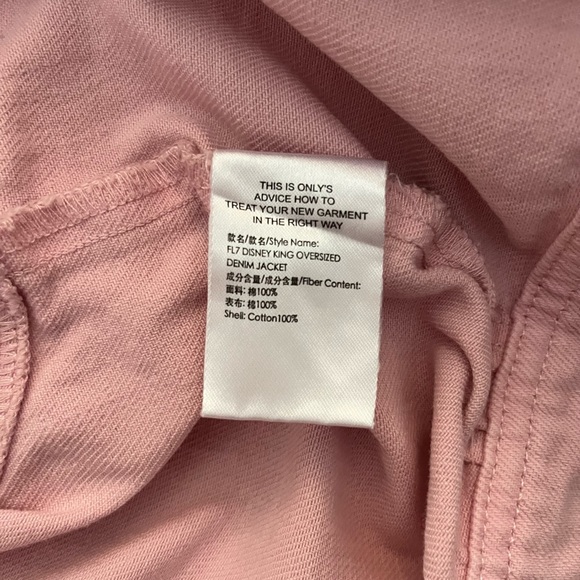 THIS IS ONLY'S
ADVICE HOW TO
TREAT YOUR NEW GARMENT
IN THE RIGHT WAY
款名/款名/Style Name:
FL7 DISNEY KING OVERSIZED
DENIM JACKET
成分含量/成分含量/Fiber Content:
面料: 棉100%
表布: 棉100%
Shell: Cotton100%